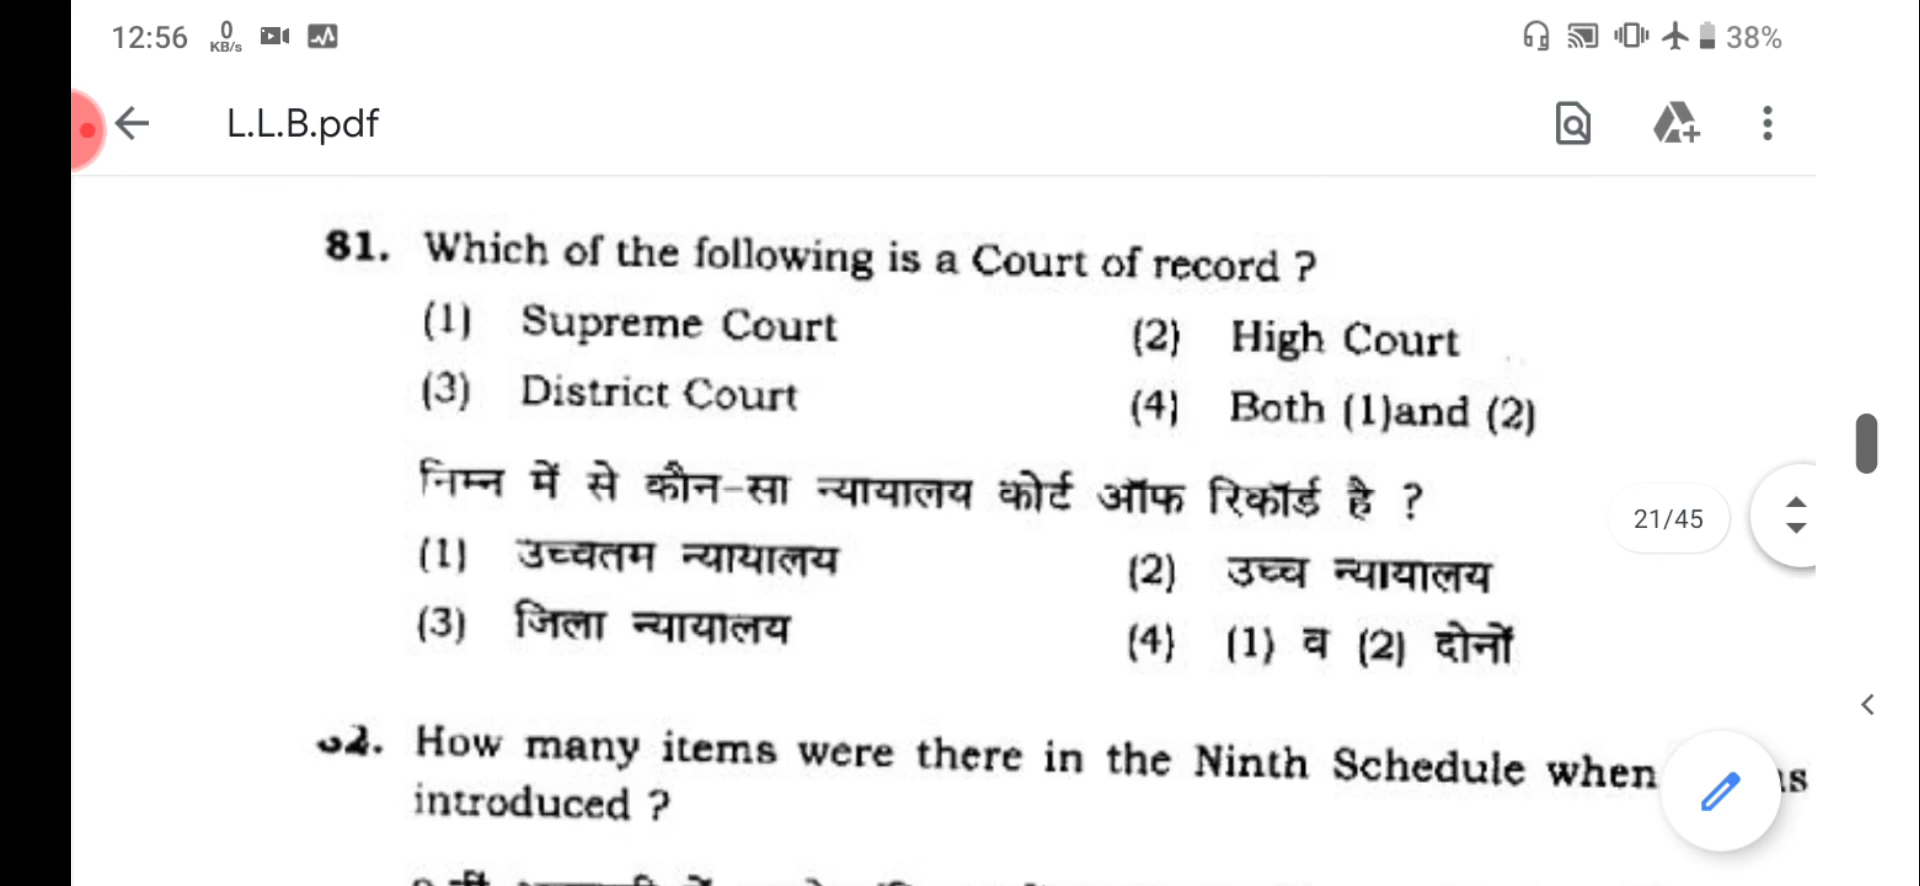 12:56 0 KB/s 38%
L.L.B.pdf
81. Which of the following is a Court of record ?
(1) Supreme Court (2) High Court
(3) District Court (4) Both (1)and (2)
निम्न में से कौन-सा न्यायालय कोर्ट ऑफ रिकॉर्ड है ?
21/45
(1) उच्चतम न्यायालय (2) उच्च न्यायालय
(3) जिला न्यायालय (4) (1) व (2) दोनों
How many items were there in the Ninth Schedule when
introduced ?